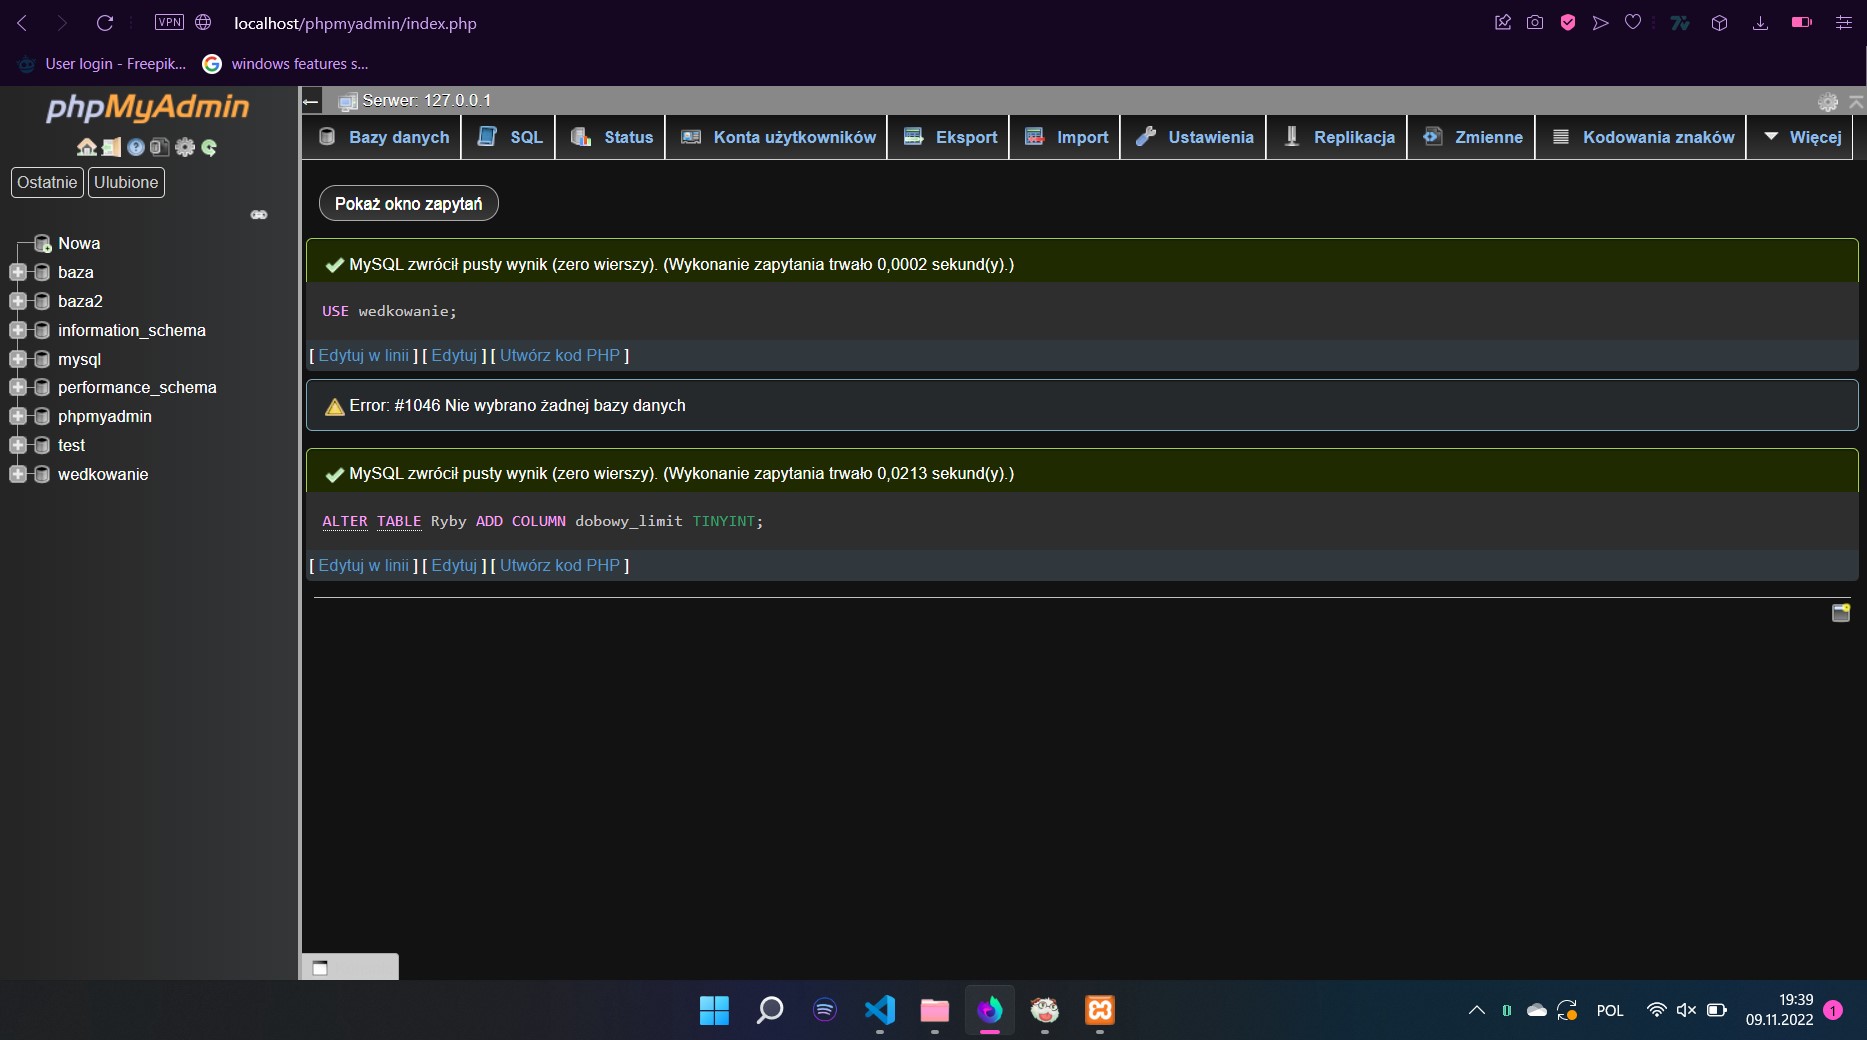 VPN
localhost/phpmyadmin/index.php
User login - Freepik...
windows features s...
phpMyAdmin
Ostatnie
Ulubione
Nowa
baza
baza2
information_schema
mysql
performance_schema
phpmyadmin
test
wedkowanie
Serwer: 127.0.0.1
Bazy danych
SQL
Status
Konta użytkowników
Eksport
Import
Ustawienia
Replikacja
Zmienne
Kodowania znaków
Więcej
Pokaż okno zapytań
MySQL zwrócił pusty wynik (zero wierszy). (Wykonanie zapytania trwało 0,0002 sekund(y).)
USE wedkowanie;
[ Edytuj w linii ] [ Edytuj ] [ Utwórz kod PHP ]
Error: #1046 Nie wybrano żadnej bazy danych
MySQL zwrócił pusty wynik (zero wierszy). (Wykonanie zapytania trwało 0,0213 sekund(y).)
ALTER TABLE Ryby ADD COLUMN dobowy_limit TINYINT;
[ Edytuj w linii ] [ Edytuj ] [ Utwórz kod PHP ]
POL
19:39
09.11.2022
1